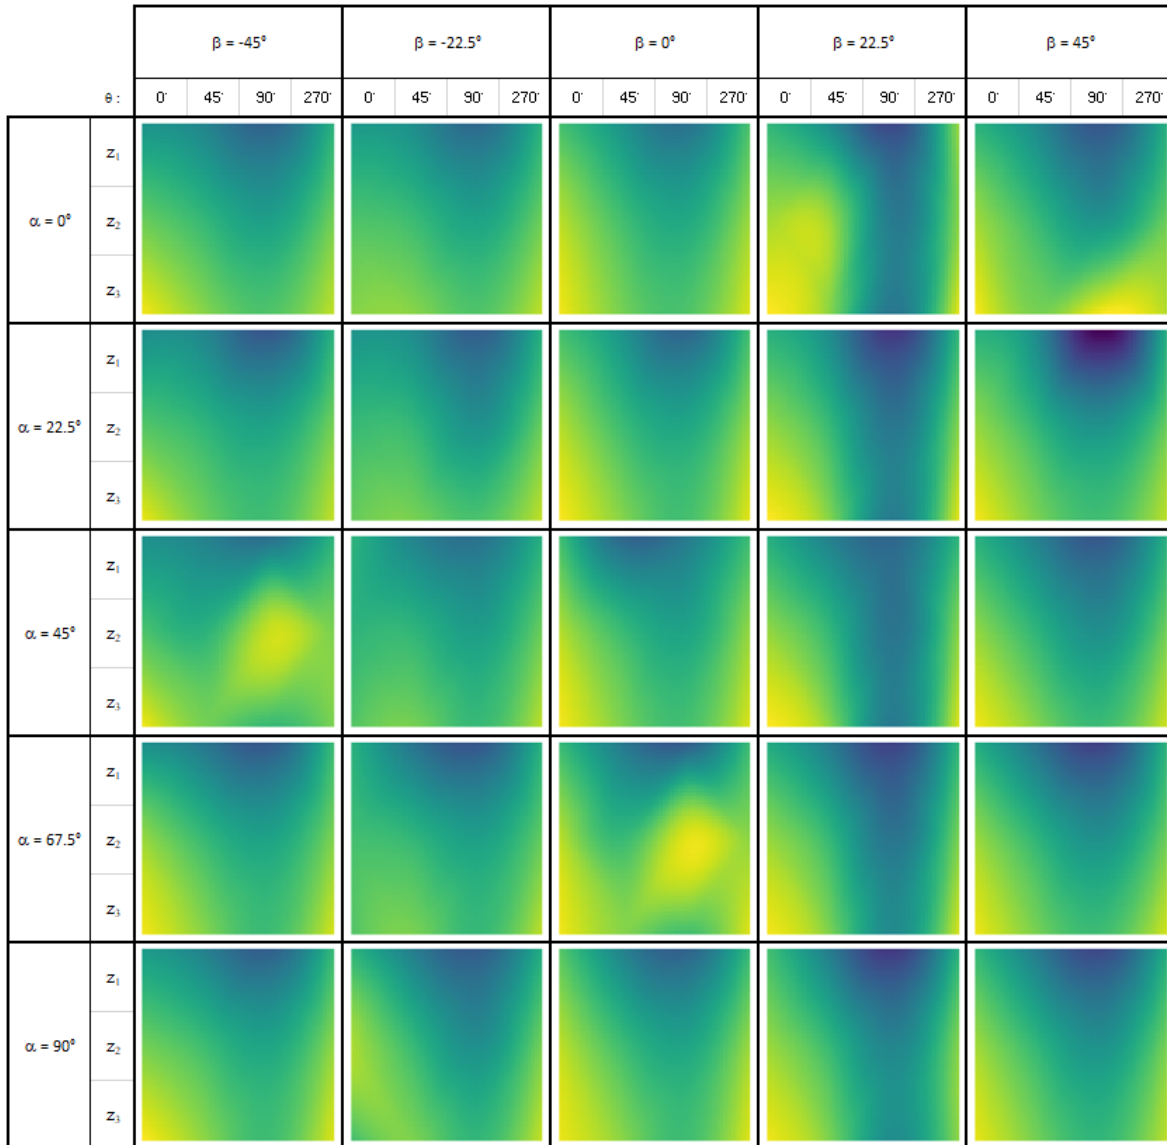 β = -45° β = -22.5° β = 0° β = 22.5° β = 45°
θ : 0° 45° 90° 270° 0° 45° 90° 270° 0° 45° 90° 270° 0° 45° 90° 270° 0° 45° 90° 270°
z₁
α = 0° z₂
z₃
z₁
α = 22.5° z₂
z₃
z₁
α = 45° z₂
z₃
z₁
α = 67.5° z₂
z₃
z₁
α = 90° z₂
z₃